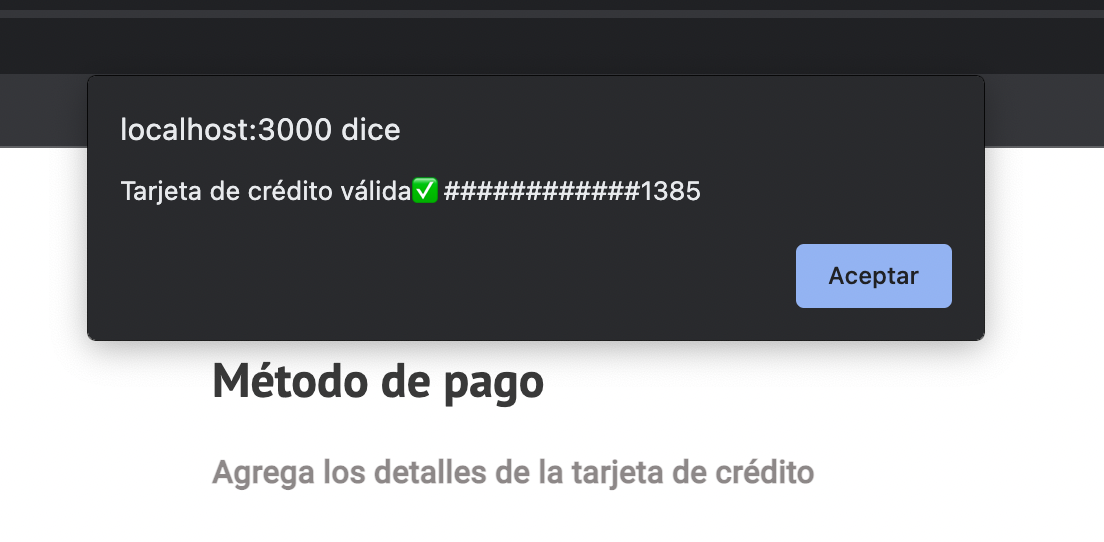 localhost:3000 dice
Tarjeta de crédito válida✅ ############1385
Aceptar
Método de pago
Agrega los detalles de la tarjeta de crédito